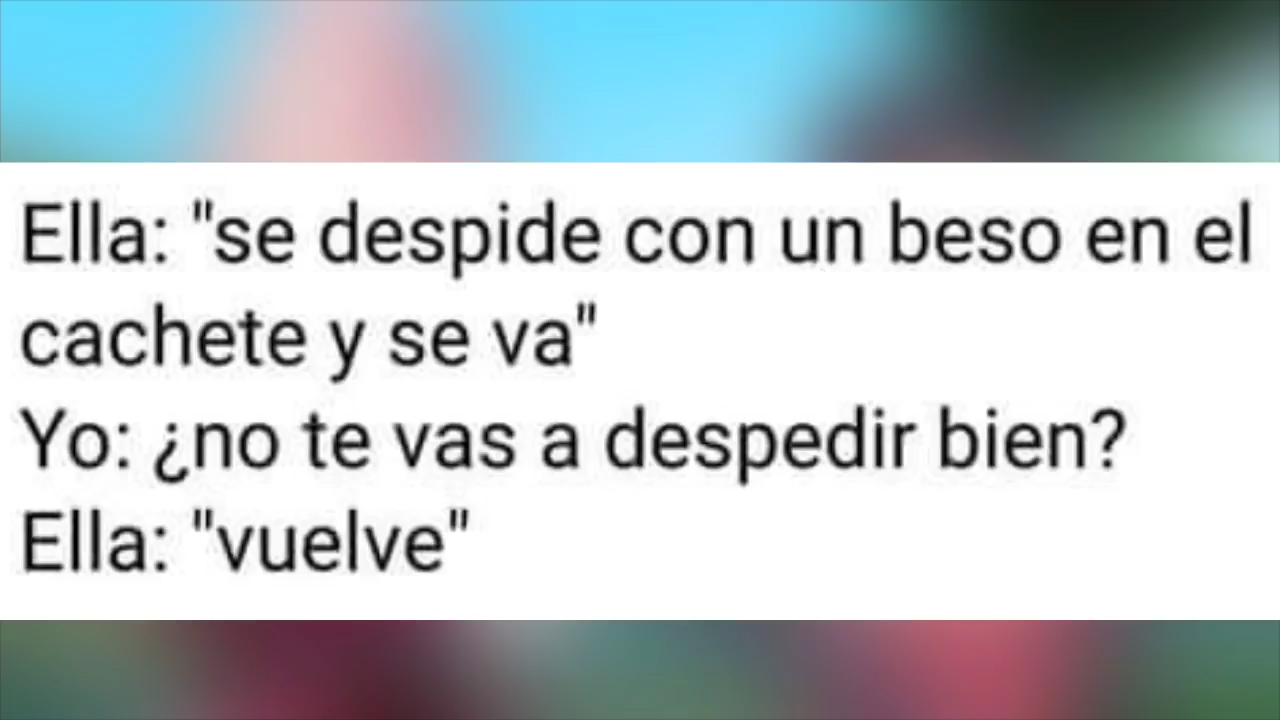 Ella: "se despide con un beso en el
cachete y se va"
Yo: ¿no te vas a despedir bien?
Ella: "vuelve"